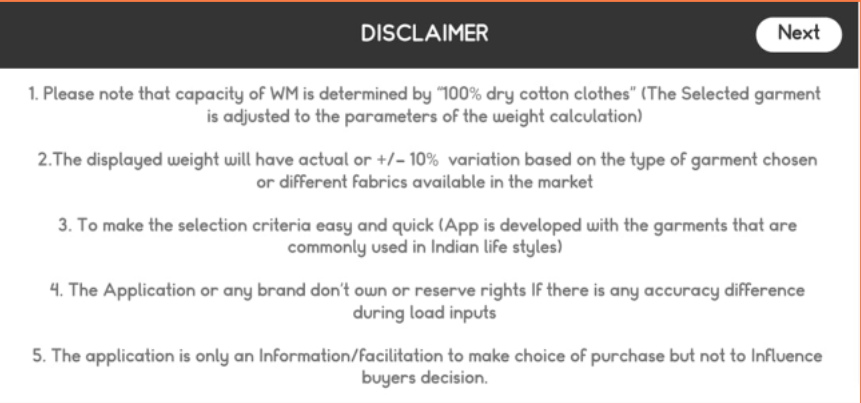 DISCLAIMER
Next
1. Please note that capacity of WM is determined by "100% dry cotton clothes" (The Selected garment
is adjusted to the parameters of the weight calculation)
2.The displayed weight will have actual or +/- 10% variation based on the type of garment chosen
or different fabrics available in the market
3. To make the selection criteria easy and quick (App is developed with the garments that are
commonly used in Indian life styles)
4. The Application or any brand don't own or reserve rights If there is any accuracy difference
during load inputs
5. The application is only an Information/facilitation to make choice of purchase but not to Influence
buyers decision.